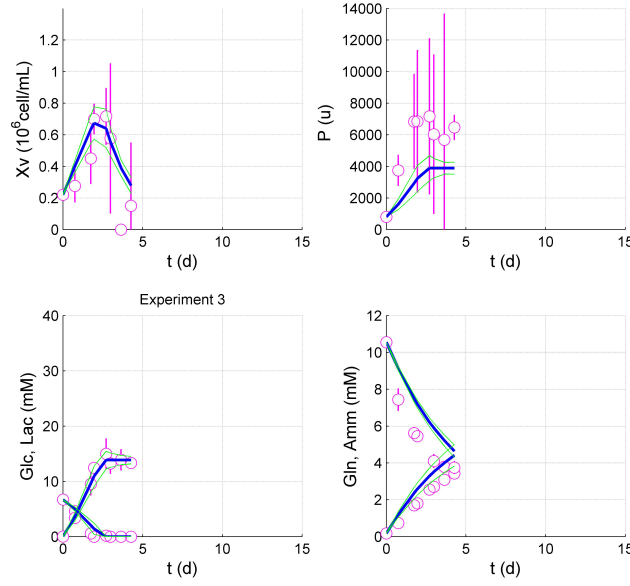 1.2
1
0.8
0.6
0.4
0.2
0
0 5 10 15
Xv (10⁶cell/mL)
t (d)
14000
12000
10000
8000
6000
4000
2000
0
0 5 10 15
P (u)
t (d)
Experiment 3
40
30
20
10
0
0 5 10 15
Glc, Lac (mM)
t (d)
12
10
8
6
4
2
0
0 5 10 15
Gln, Amm (mM)
t (d)